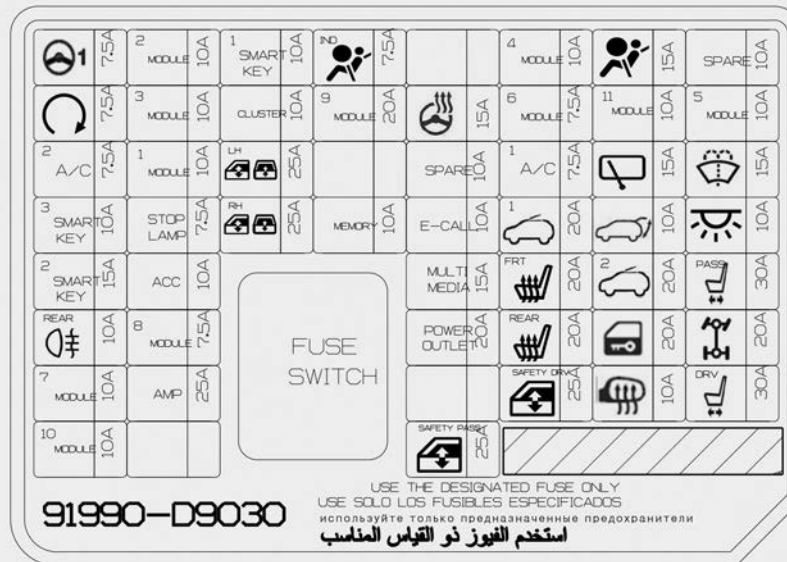 1 7.5A 2 MODULE 10A 1 SMART KEY 10A IND 7.5A 4 MODULE 10A 15A SPARE 10A
7.5A 3 MODULE 10A CLUSTER 10A 9 MODULE 20A 15A 6 MODULE 7.5A 11 MODULE 10A 5 MODULE 10A
2 A/C 7.5A 1 MODULE 10A LH 25A SPARE 10A 1 A/C 7.5A 15A 15A
3 SMART KEY 10A STOP LAMP 7.5A RH 25A MEMORY 10A E-CALL 10A 1 20A 10A 10A
2 SMART KEY 15A ACC 10A MULTI MEDIA 15A FRT 20A 2 20A PASS 30A
REAR 10A 8 MODULE 7.5A FUSE SWITCH POWER OUTLET 20A REAR 20A 20A 20A
7 MODULE 10A AMP 25A SAFETY DRV 25A 10A DRV 30A
10 MODULE 10A SAFETY PASS 25A
91990-D9030
USE THE DESIGNATED FUSE ONLY
USE SOLO LOS FUSIBLES ESPECIFICADOS
используйте только предназначенные предохранители
استخدم الفيوز ذو القياس المناسب